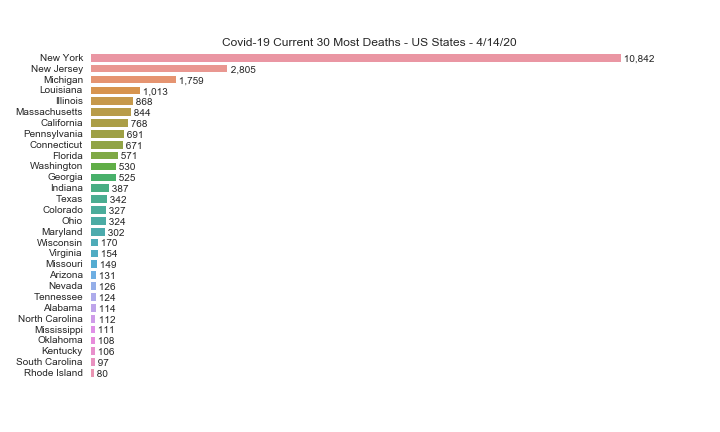 Covid-19 Current 30 Most Deaths - US States - 4/14/20
New York 10,842
New Jersey 2,805
Michigan 1,759
Louisiana 1,013
Illinois 868
Massachusetts 844
California 768
Pennsylvania 691
Connecticut 671
Florida 571
Washington 530
Georgia 525
Indiana 387
Texas 342
Colorado 327
Ohio 324
Maryland 302
Wisconsin 170
Virginia 154
Missouri 149
Arizona 131
Nevada 126
Tennessee 124
Alabama 114
North Carolina 112
Mississippi 111
Oklahoma 108
Kentucky 106
South Carolina 97
Rhode Island 80